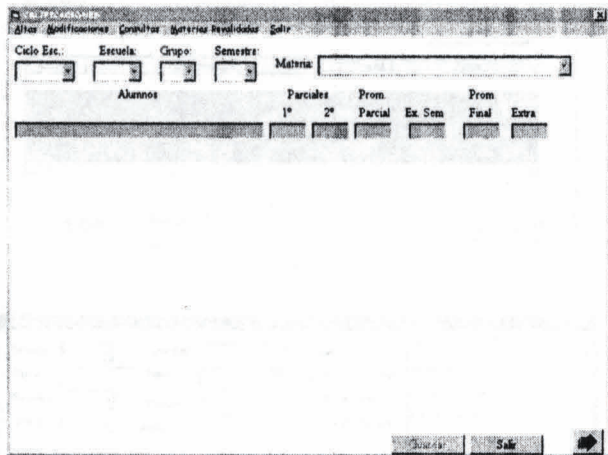 CALIFICACIONES
Altas Modificaciones Consultas Materias Revalidadas Salir
Ciclo Esc.: Escuela: Grupo: Semestre: Materia:
Alumnos Parciales Prom. Prom.
1° 2° Parcial Ex. Sem Final Extra
Salir